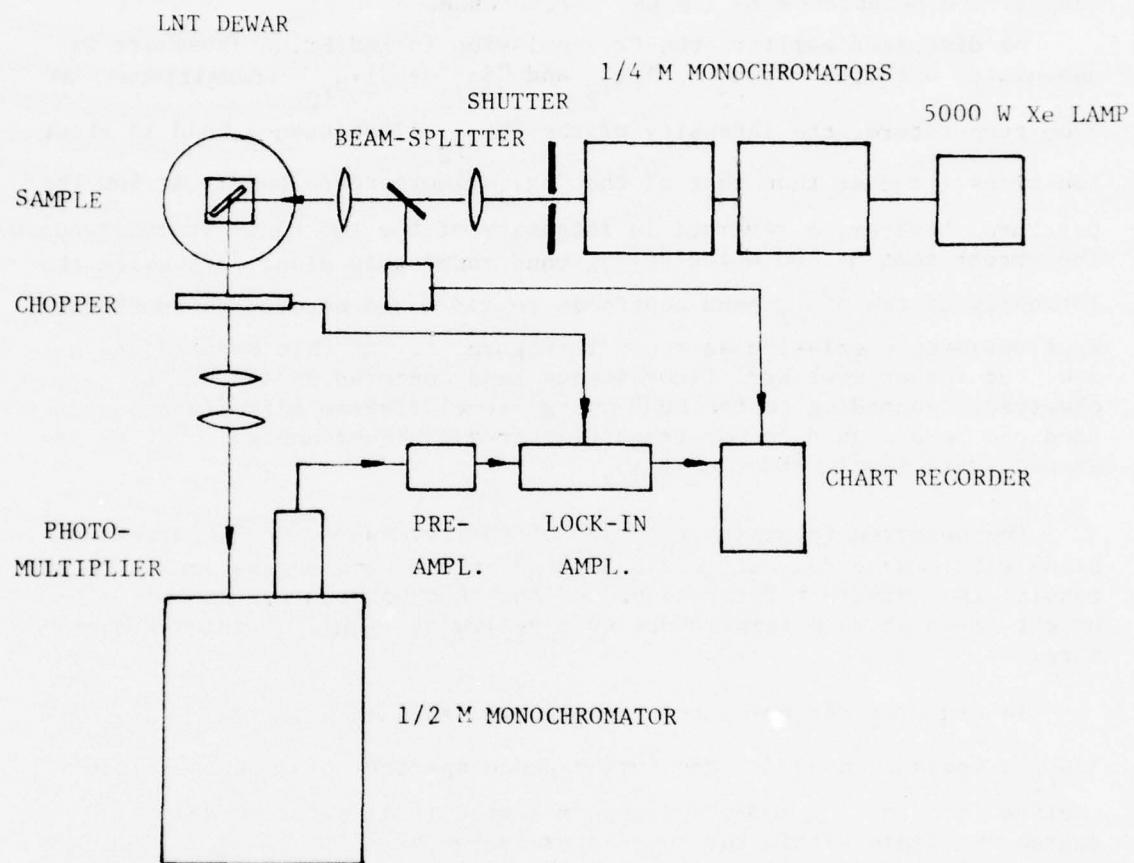 LNT DEWAR
1/4 M MONOCHROMATORS
SHUTTER
5000 W Xe LAMP
BEAM-SPLITTER
SAMPLE
CHOPPER
CHART RECORDER
PHOTO-
MULTIPLIER
PRE-
AMPL.
LOCK-IN
AMPL.
1/2 M MONOCHROMATOR